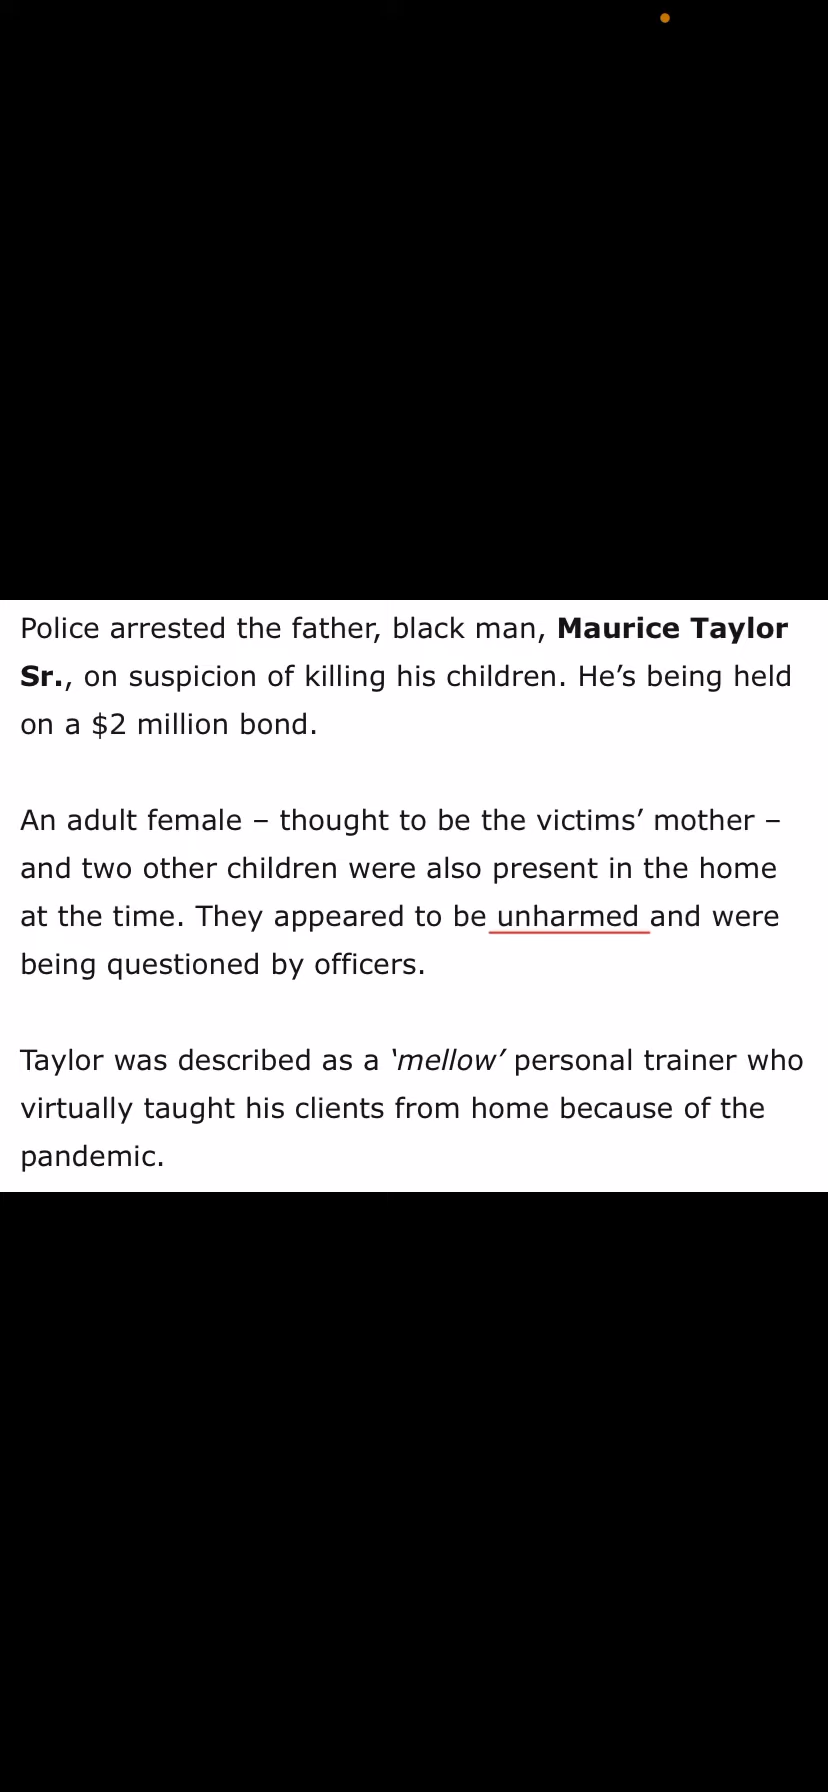 Police arrested the father, black man, Maurice Taylor
Sr., on suspicion of killing his children. He’s being held
on a $2 million bond.
An adult female – thought to be the victims’ mother –
and two other children were also present in the home
at the time. They appeared to be unharmed and were
being questioned by officers.
Taylor was described as a ‘mellow’ personal trainer who
virtually taught his clients from home because of the
pandemic.